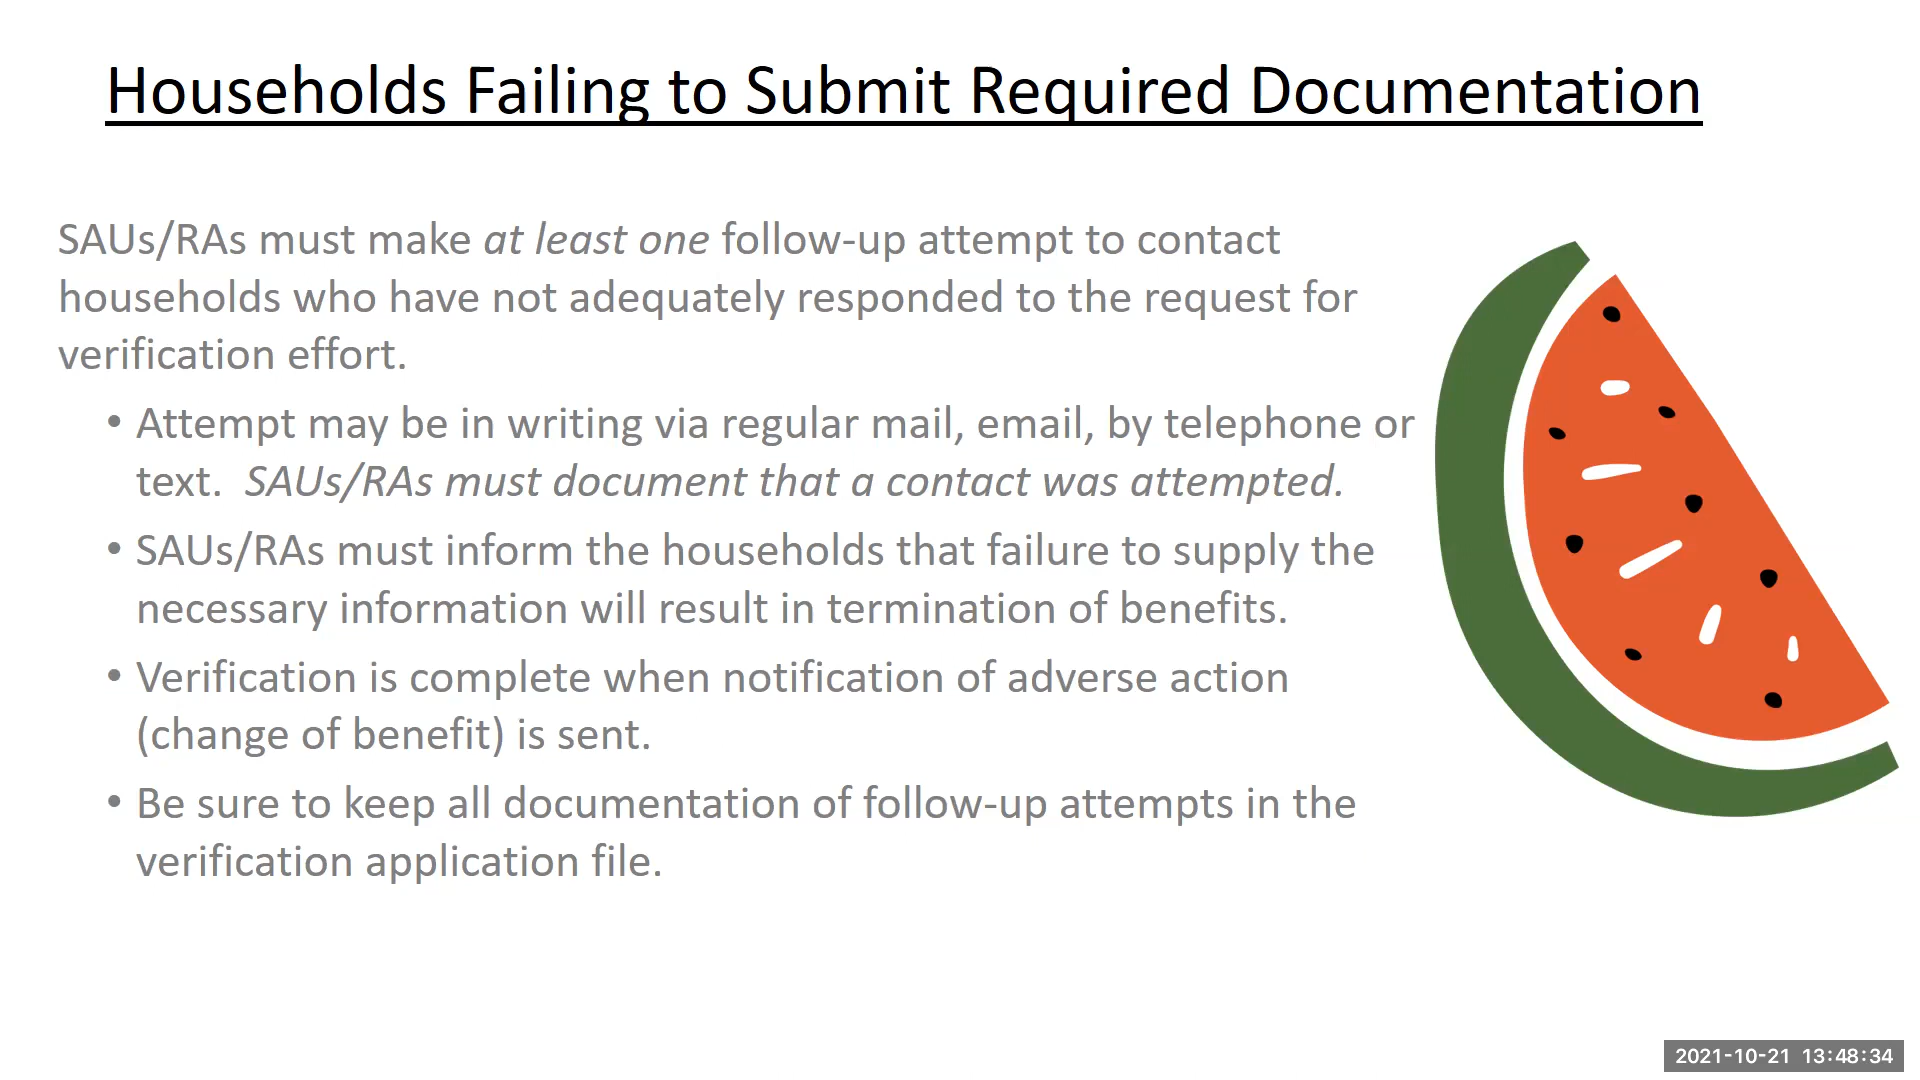 Households Failing to Submit Required Documentation
SAUs/RAs must make at least one follow-up attempt to contact
households who have not adequately responded to the request for
verification effort.
• Attempt may be in writing via regular mail, email, by telephone or
text.  SAUs/RAs must document that a contact was attempted.
• SAUs/RAs must inform the households that failure to supply the
necessary information will result in termination of benefits.
• Verification is complete when notification of adverse action
(change of benefit) is sent.
• Be sure to keep all documentation of follow-up attempts in the
verification application file.
2021-10-21 13:48:34